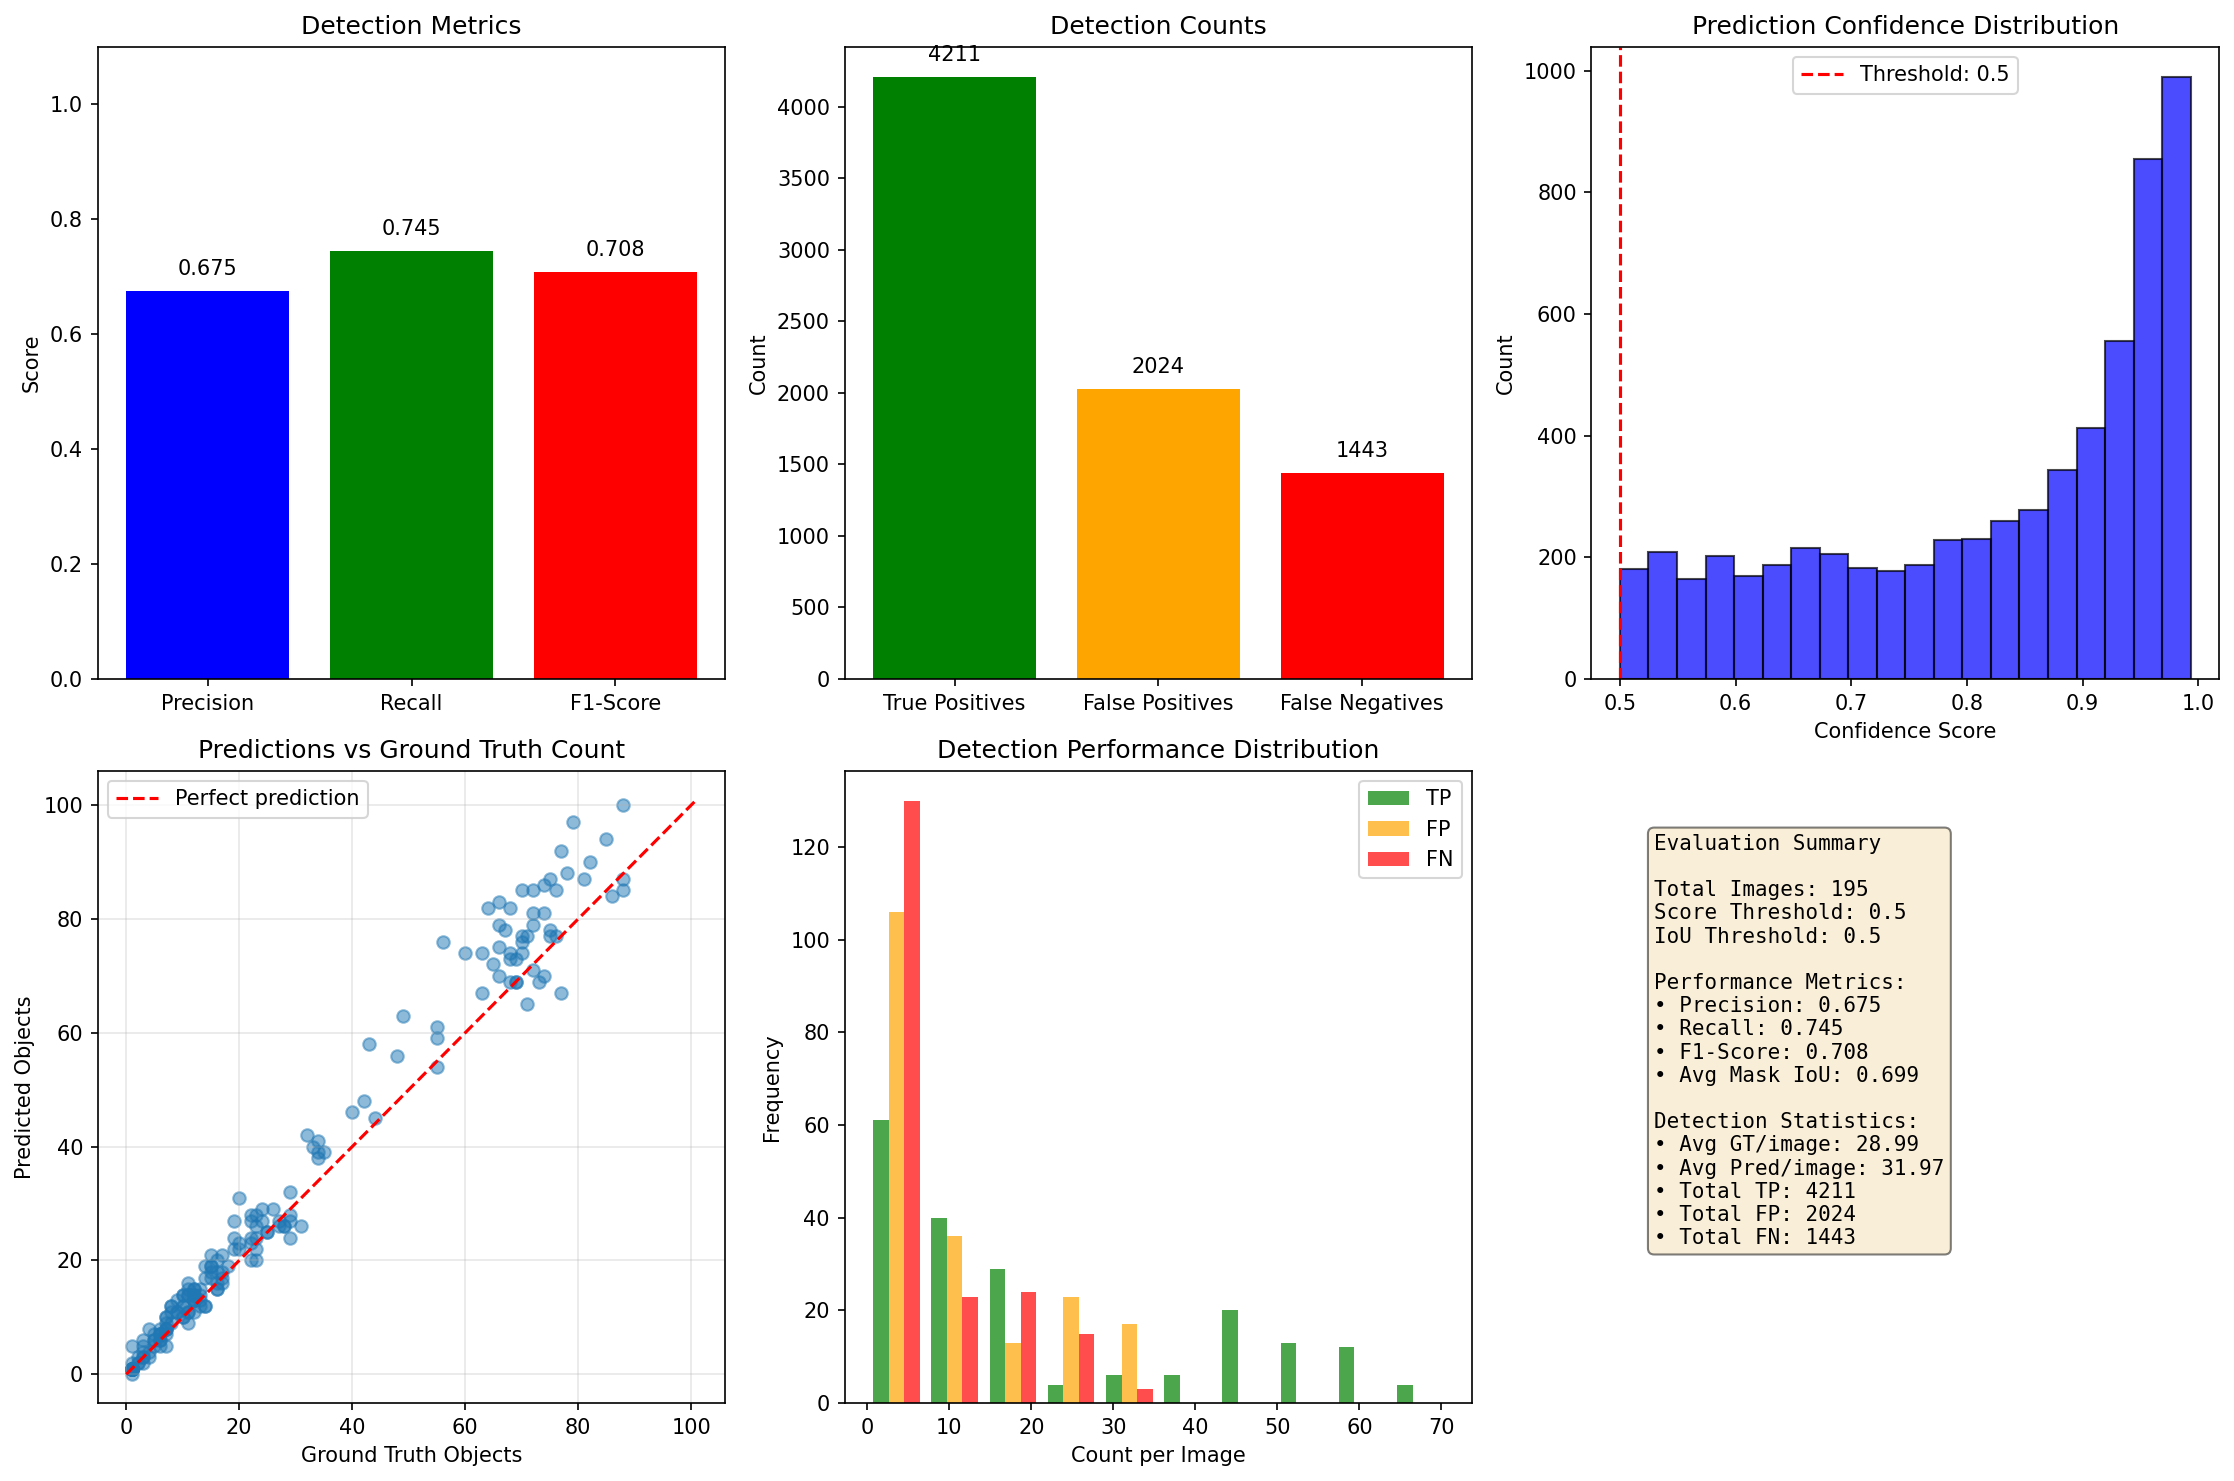 Detection Metrics
Score
1.0
0.8
0.6
0.4
0.2
0.0
0.675
0.745
0.708
Precision
Recall
F1-Score
Detection Counts
Count
4000
3500
3000
2500
2000
1500
1000
500
0
4211
2024
1443
True Positives
False Positives
False Negatives
Prediction Confidence Distribution
Threshold: 0.5
Count
1000
800
600
400
200
0
0.5
0.6
0.7
0.8
0.9
1.0
Confidence Score
Predictions vs Ground Truth Count
Perfect prediction
Predicted Objects
100
80
60
40
20
0
0
20
40
60
80
100
Ground Truth Objects
Detection Performance Distribution
TP
FP
FN
Frequency
120
100
80
60
40
20
0
0
10
20
30
40
50
60
70
Count per Image
Evaluation Summary
Total Images: 195
Score Threshold: 0.5
IoU Threshold: 0.5
Performance Metrics:
• Precision: 0.675
• Recall: 0.745
• F1-Score: 0.708
• Avg Mask IoU: 0.699
Detection Statistics:
• Avg GT/image: 28.99
• Avg Pred/image: 31.97
• Total TP: 4211
• Total FP: 2024
• Total FN: 1443